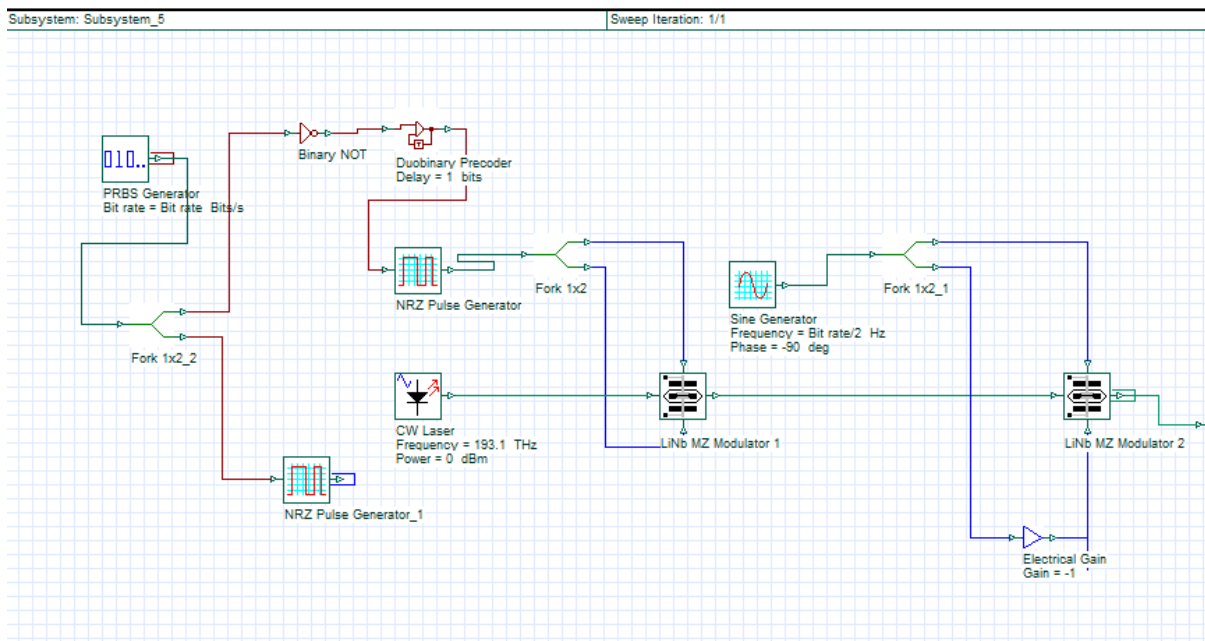 Subsystem: Subsystem_5
Sweep Iteration: 1/1
Binary NOT
010..
T
Duobinary Precoder
Delay = 1 bits
PRBS Generator
Bit rate = Bit rate Bits/s
NRZ Pulse Generator
Fork 1x2
Fork 1x2_1
Sine Generator
Frequency = Bit rate/2 Hz
Phase = -90 deg
Fork 1x2_2
CW Laser
Frequency = 193.1 THz
Power = 0 dBm
LiNb MZ Modulator 1
LiNb MZ Modulator 2
NRZ Pulse Generator_1
Electrical Gain
Gain = -1